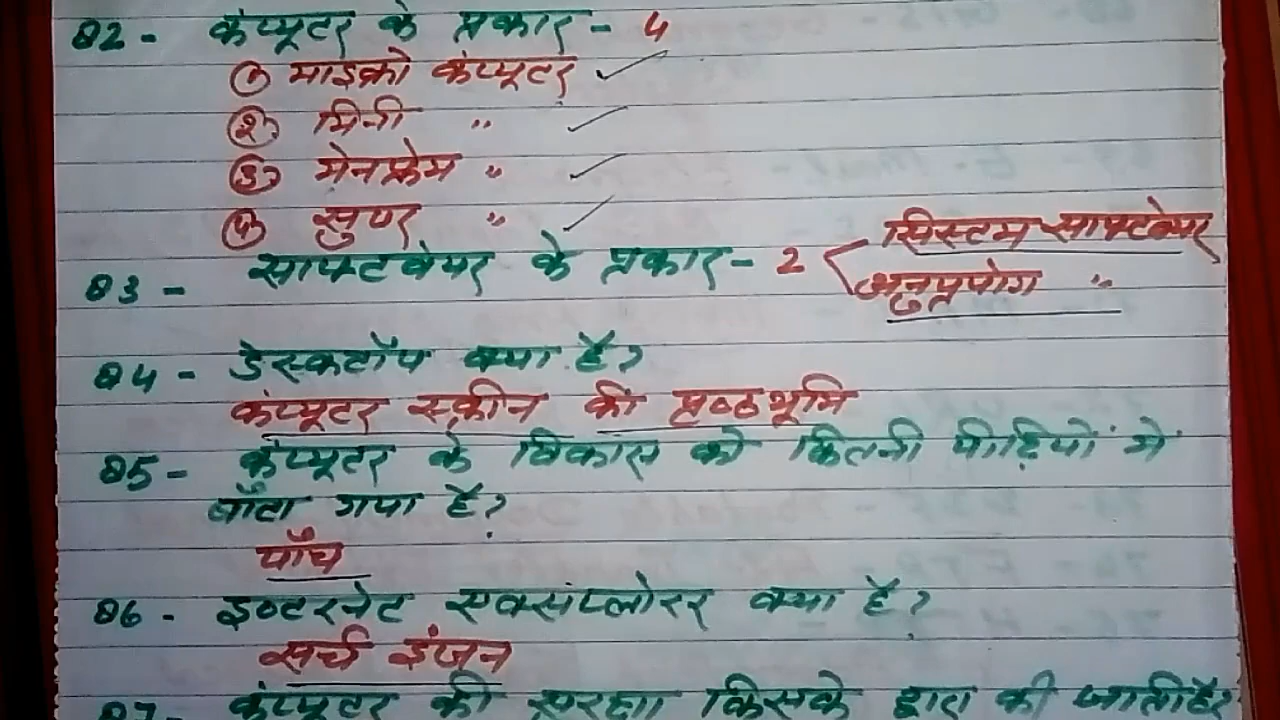 82- कंप्यूटर के प्रकार- 4
① माइक्रो कंप्यूटर ✓
② मिनी " ✓
③ मेनफ्रेम " ✓
④ सुपर " ✓
83- साफ्टवेयर के प्रकार- 2 < सिस्टम साफ्टवेयर
अनुप्रयोग "
84- डेस्कटॉप क्या है?
कंप्यूटर स्क्रीन की प्रष्ठभूमि
85- कंप्यूटर के विकास को कितनी पीढ़ियों में
बाँटा गया है?
पाँच
86- इण्टरनेट एक्सप्लोरर क्या है?
सर्च इंजन
87- कंप्यूटर की सुरक्षा किसके द्वारा की जाती है?